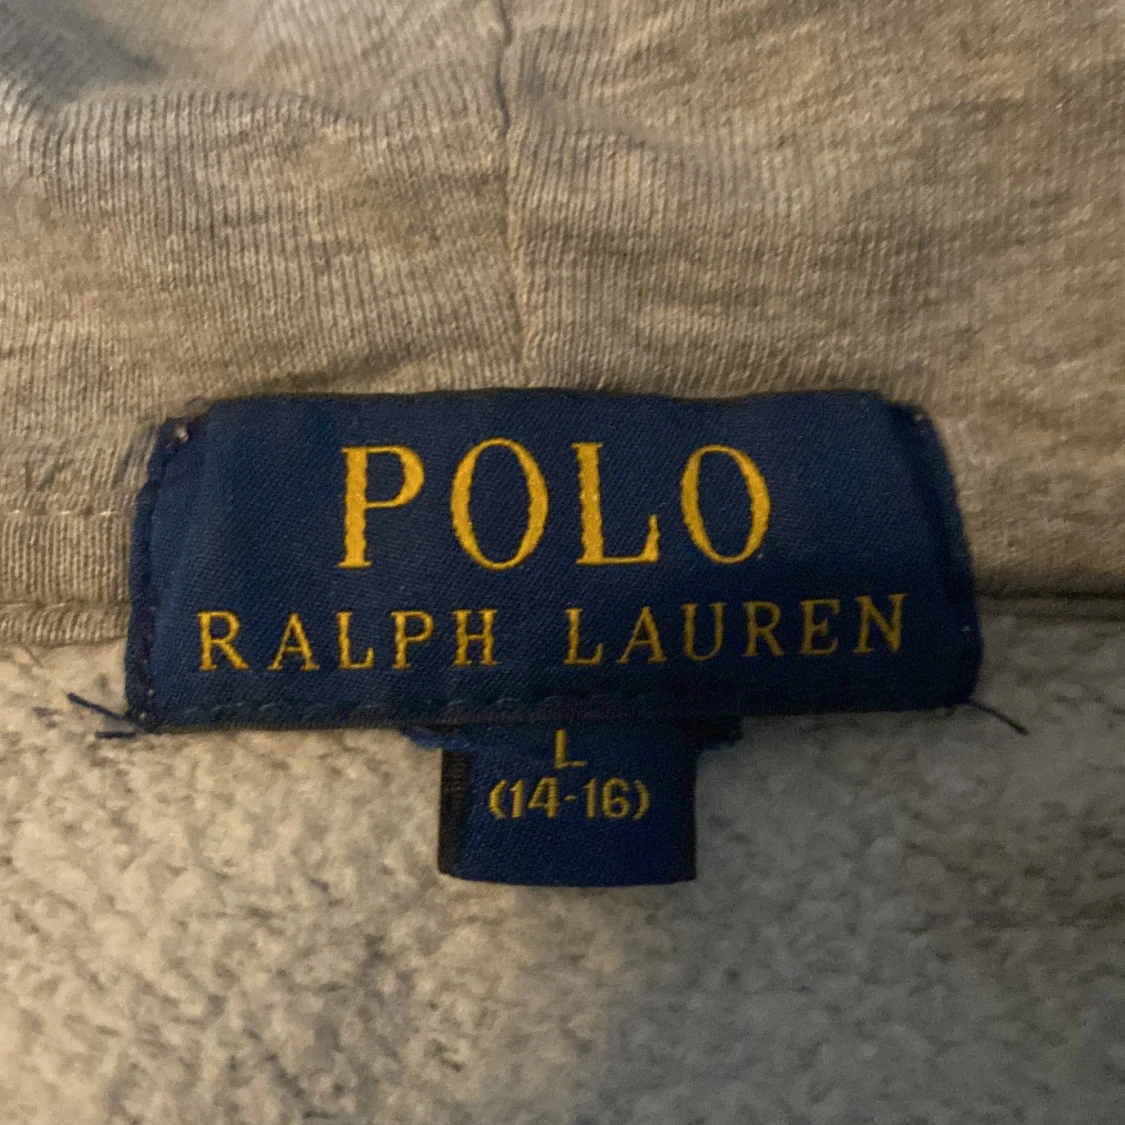 POLO
RALPH LAUREN
L
(14-16)